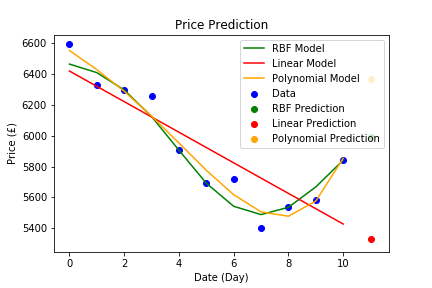 Price Prediction
6600
6400
6200
6000
5800
5600
5400
Price (£)
RBF Model
Linear Model
Polynomial Model
Data
RBF Prediction
Linear Prediction
Polynomial Prediction
0 2 4 6 8 10
Date (Day)